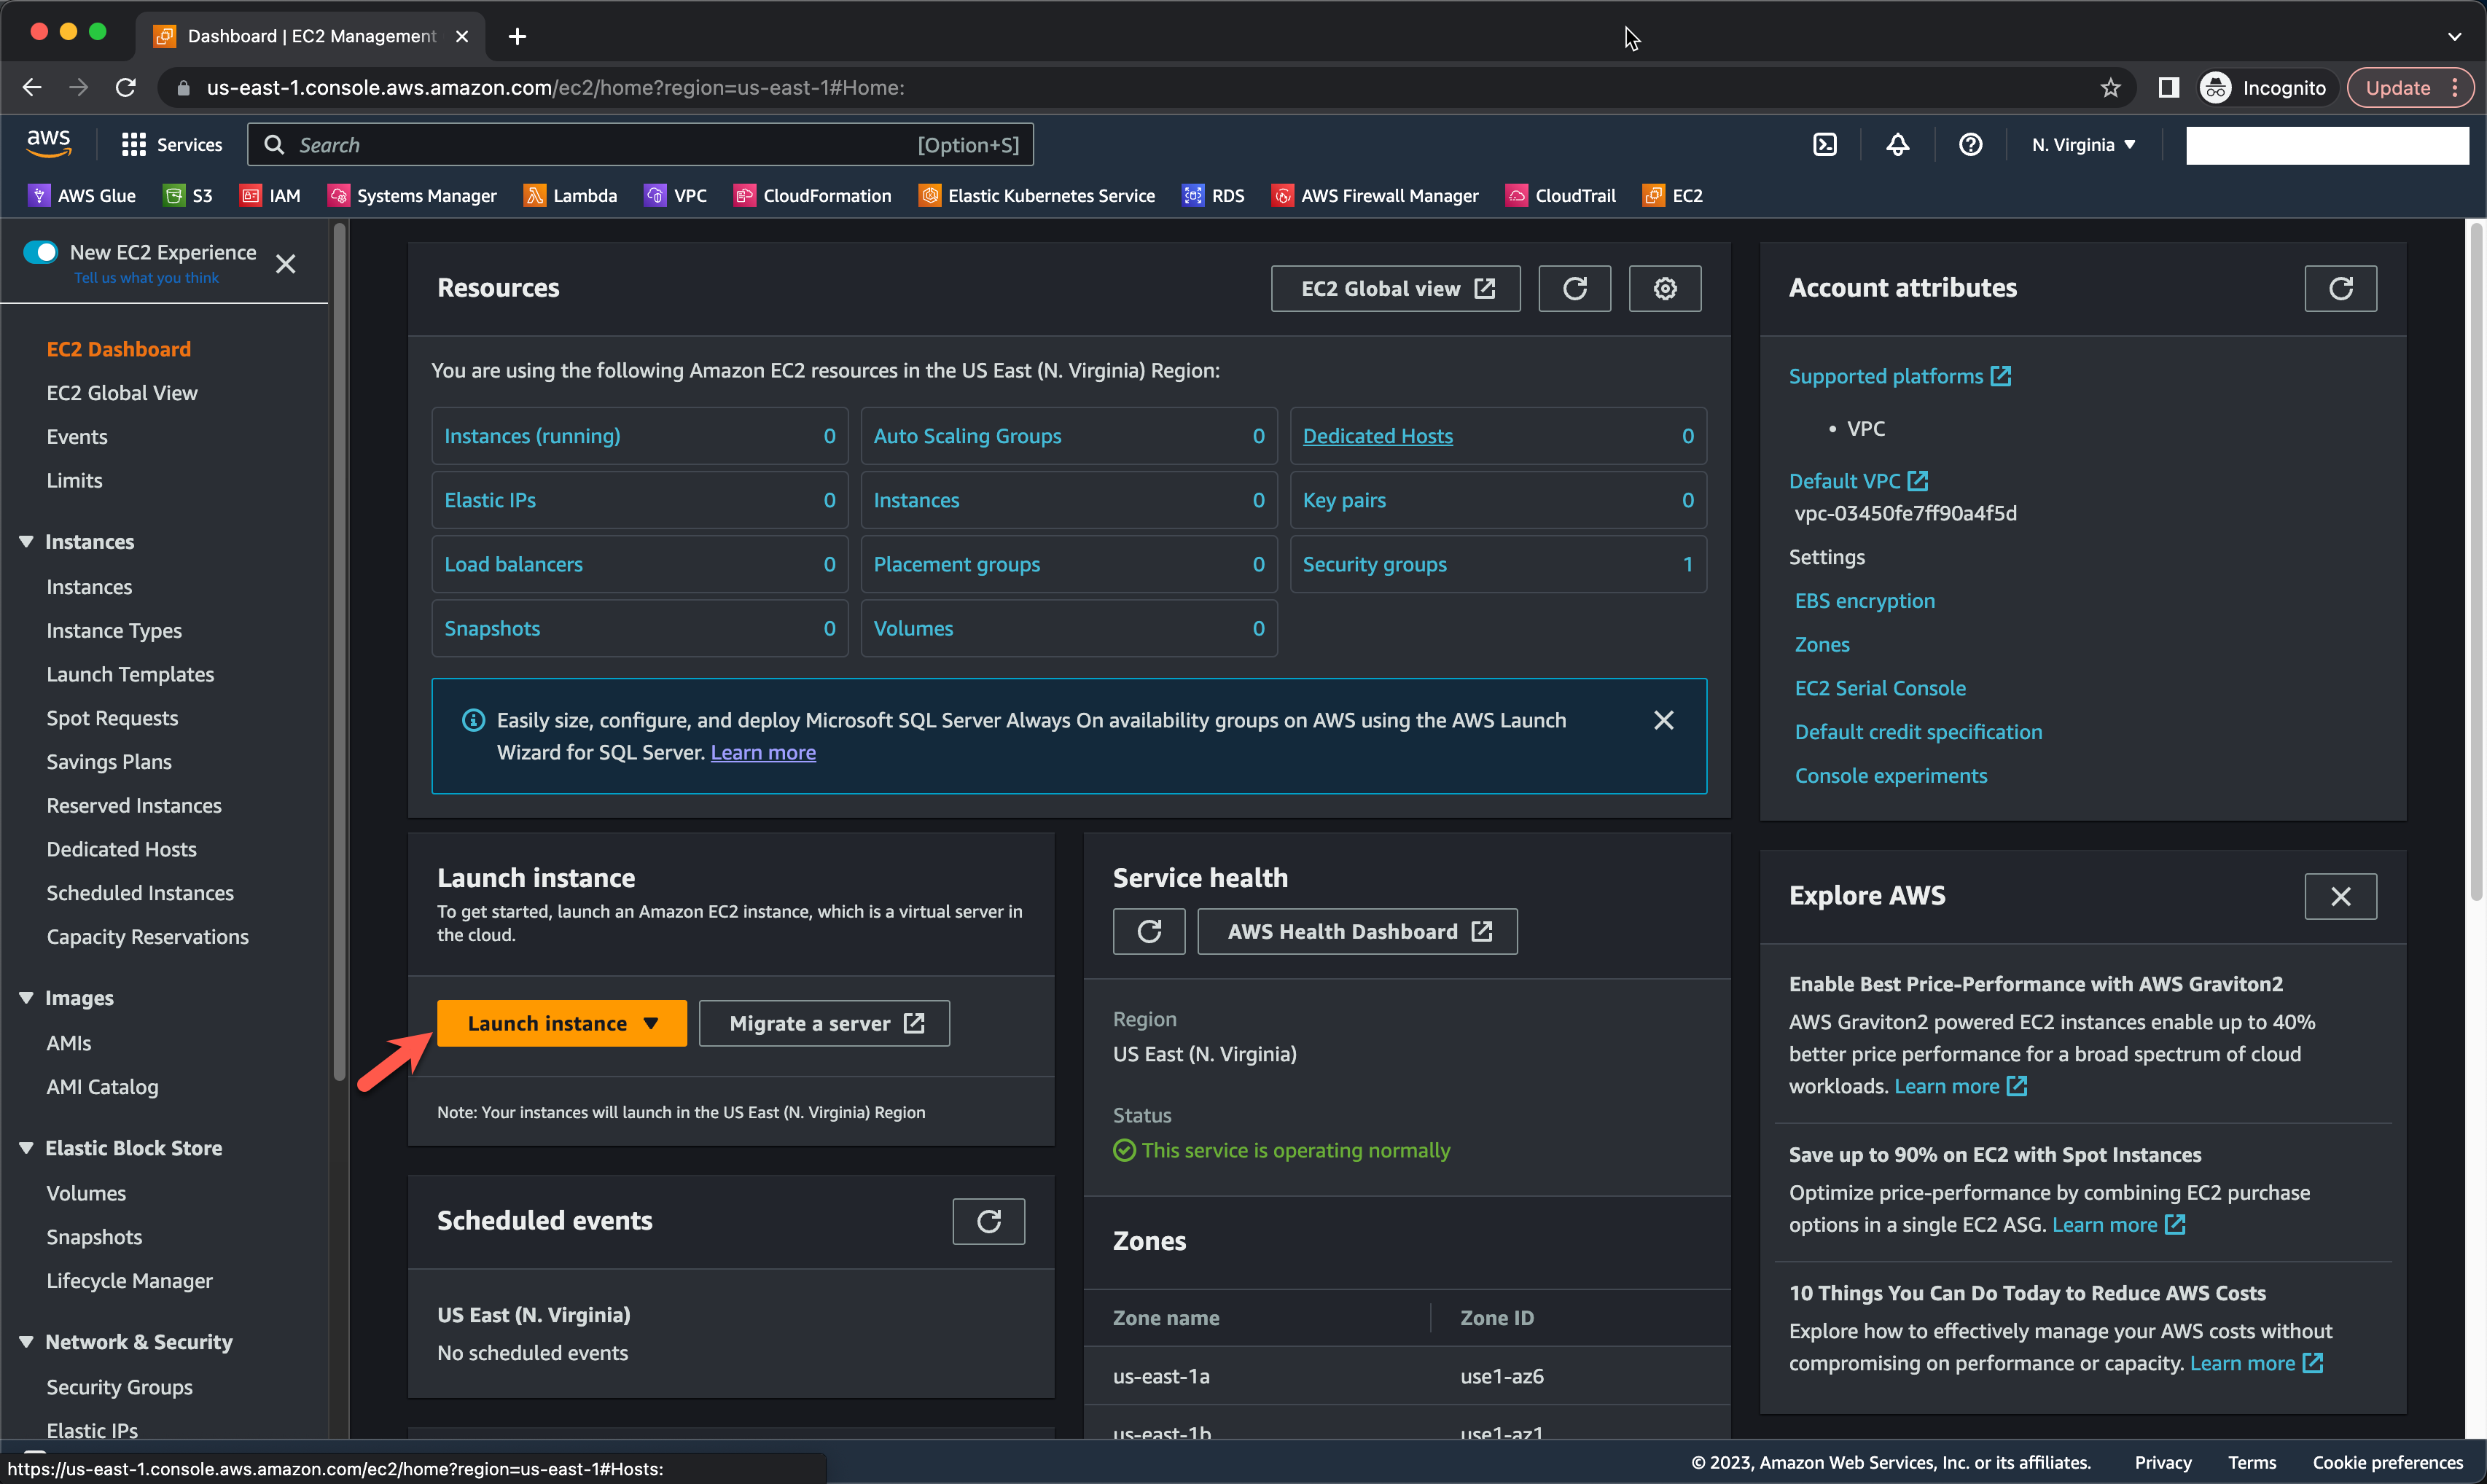 Dashboard | EC2 Management
us-east-1.console.aws.amazon.com/ec2/home?region=us-east-1#Home:
Incognito
Update
aws
Services
Search
[Option+S]
N. Virginia
AWS Glue
S3
IAM
Systems Manager
Lambda
VPC
CloudFormation
Elastic Kubernetes Service
RDS
AWS Firewall Manager
CloudTrail
EC2
New EC2 Experience
Tell us what you think
EC2 Dashboard
EC2 Global View
Events
Limits
Instances
Instances
Instance Types
Launch Templates
Spot Requests
Savings Plans
Reserved Instances
Dedicated Hosts
Scheduled Instances
Capacity Reservations
Images
AMIs
AMI Catalog
Elastic Block Store
Volumes
Snapshots
Lifecycle Manager
Network & Security
Security Groups
Elastic IPs
Resources
EC2 Global view
You are using the following Amazon EC2 resources in the US East (N. Virginia) Region:
Instances (running) 0
Auto Scaling Groups 0
Dedicated Hosts 0
Elastic IPs 0
Instances 0
Key pairs 0
Load balancers 0
Placement groups 0
Security groups 1
Snapshots 0
Volumes 0
Easily size, configure, and deploy Microsoft SQL Server Always On availability groups on AWS using the AWS Launch
Wizard for SQL Server. Learn more
Launch instance
To get started, launch an Amazon EC2 instance, which is a virtual server in
the cloud.
Launch instance
Migrate a server
Note: Your instances will launch in the US East (N. Virginia) Region
Scheduled events
US East (N. Virginia)
No scheduled events
Service health
AWS Health Dashboard
Region
US East (N. Virginia)
Status
This service is operating normally
Zones
Zone name Zone ID
us-east-1a use1-az6
us-east-1b use1-az1
Account attributes
Supported platforms
• VPC
Default VPC
vpc-03450fe7ff90a4f5d
Settings
EBS encryption
Zones
EC2 Serial Console
Default credit specification
Console experiments
Explore AWS
Enable Best Price-Performance with AWS Graviton2
AWS Graviton2 powered EC2 instances enable up to 40%
better price performance for a broad spectrum of cloud
workloads. Learn more
Save up to 90% on EC2 with Spot Instances
Optimize price-performance by combining EC2 purchase
options in a single EC2 ASG. Learn more
10 Things You Can Do Today to Reduce AWS Costs
Explore how to effectively manage your AWS costs without
compromising on performance or capacity. Learn more
https://us-east-1.console.aws.amazon.com/ec2/home?region=us-east-1#Hosts:
© 2023, Amazon Web Services, Inc. or its affiliates.
Privacy
Terms
Cookie preferences